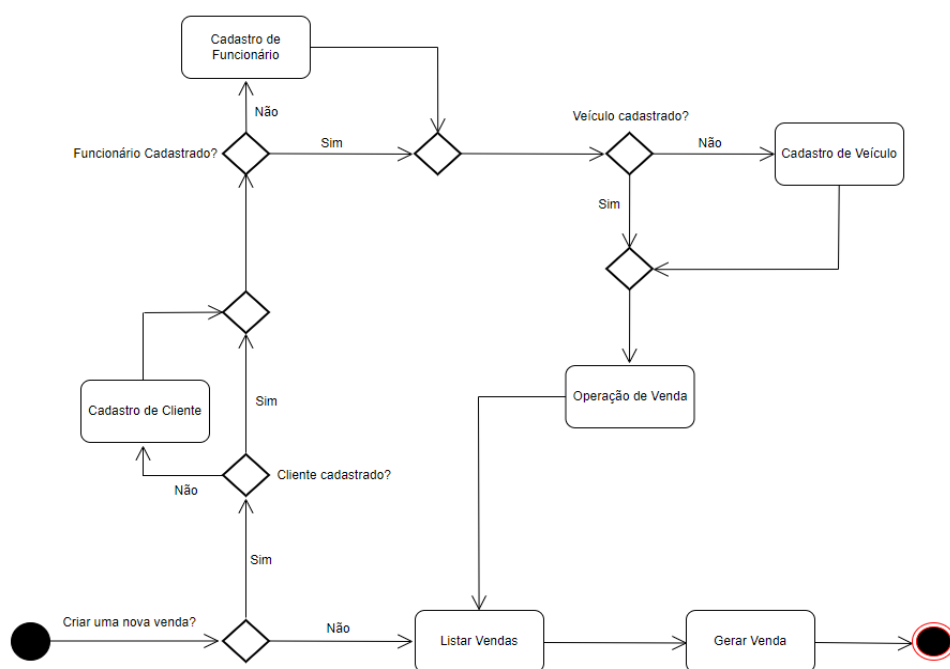 Cadastro de
Funcionário
Não
Veículo cadastrado?
Funcionário Cadastrado?
Sim
Não
Cadastro de Veículo
Sim
Operação de Venda
Cadastro de Cliente
Sim
Cliente cadastrado?
Não
Sim
Criar uma nova venda?
Não
Listar Vendas
Gerar Venda